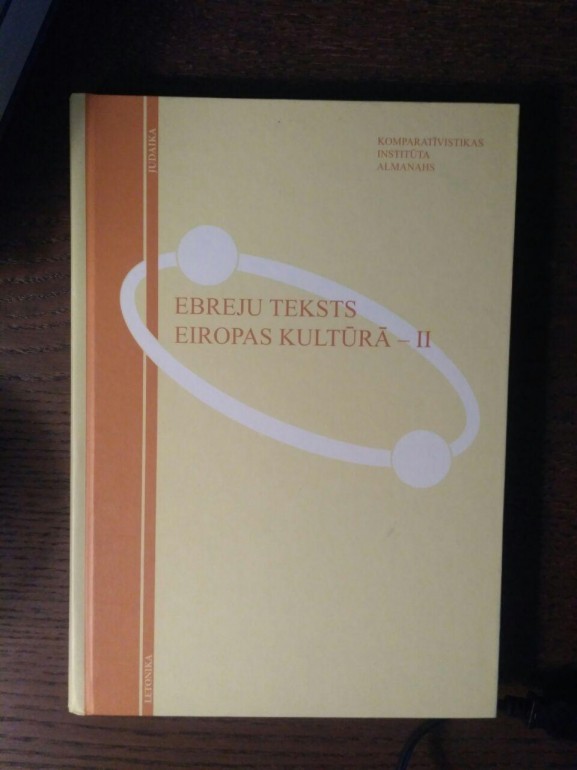 JUDAIKA
KOMPARATĪVISTIKAS
INSTITŪTA
ALMANAHS
EBREJU TEKSTS
EIROPAS KULTŪRĀ – II
LETONIKA